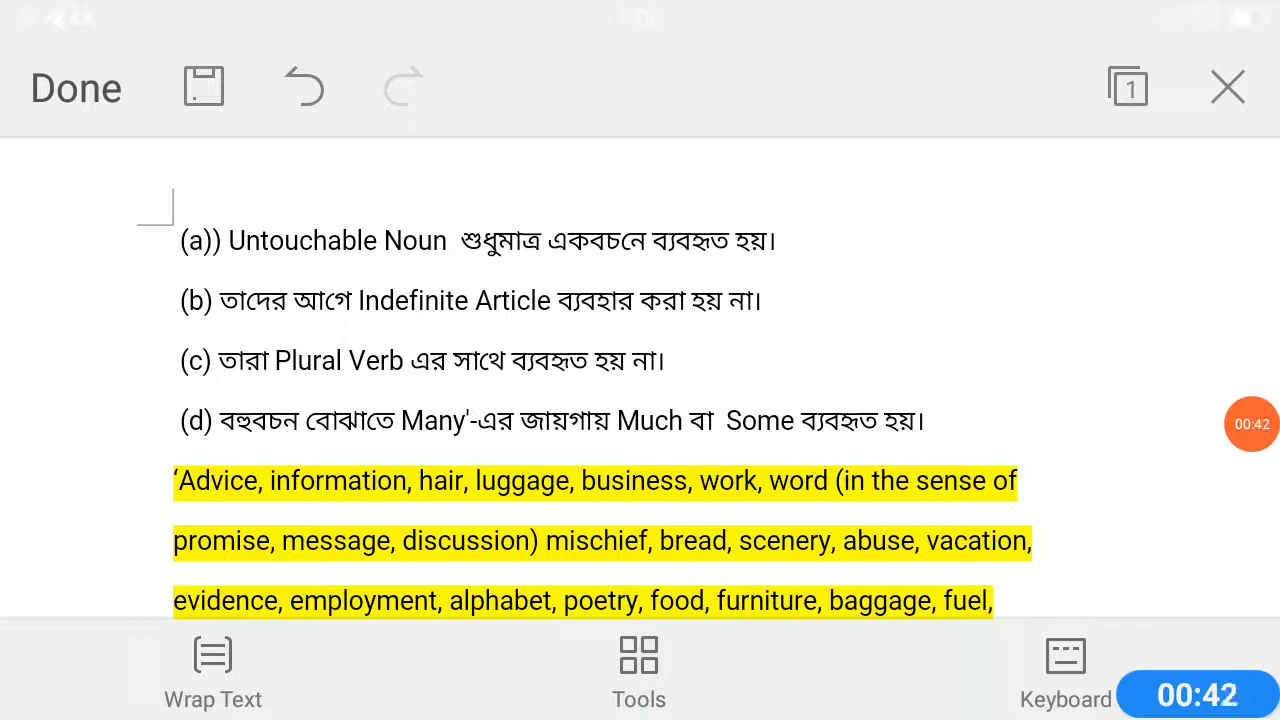 Done
1
(a)) Untouchable Noun শুধুমাত্র একবচনে ব্যবহৃত হয়।
(b) তাদের আগে Indefinite Article ব্যবহার করা হয় না।
(c) তারা Plural Verb এর সাথে ব্যবহৃত হয় না।
(d) বহুবচন বোঝাতে Many'-এর জায়গায় Much বা Some ব্যবহৃত হয়।
00:42
‘Advice, information, hair, luggage, business, work, word (in the sense of
promise, message, discussion) mischief, bread, scenery, abuse, vacation,
evidence, employment, alphabet, poetry, food, furniture, baggage, fuel,
Wrap Text
Tools
Keyboard
00:42